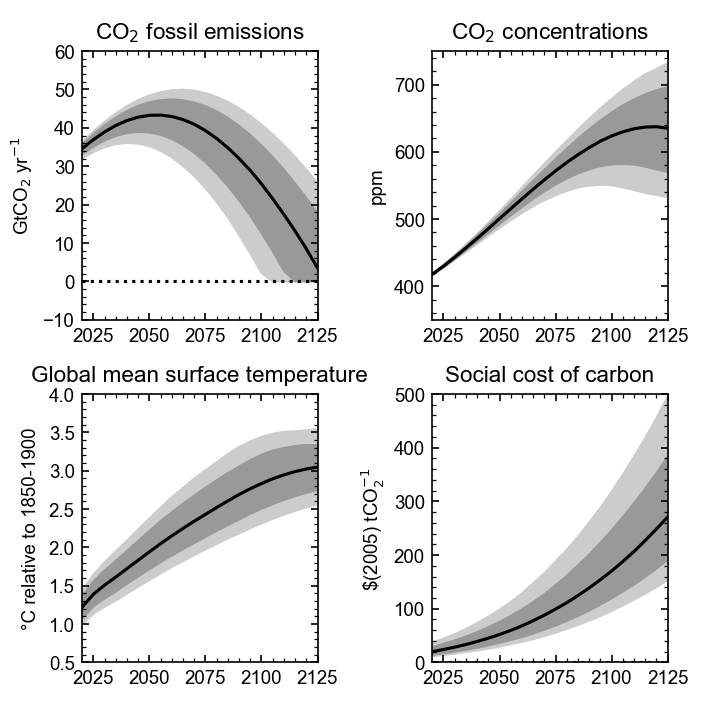 CO₂ fossil emissions
60
50
40
30
20
10
0
−10
GtCO₂ yr⁻¹
2025 2050 2075 2100 2125
CO₂ concentrations
700
600
500
400
ppm
2025 2050 2075 2100 2125
Global mean surface temperature
4.0
3.5
3.0
2.5
2.0
1.5
1.0
0.5
°C relative to 1850-1900
2025 2050 2075 2100 2125
Social cost of carbon
500
400
300
200
100
0
$(2005) tCO₂⁻¹
2025 2050 2075 2100 2125